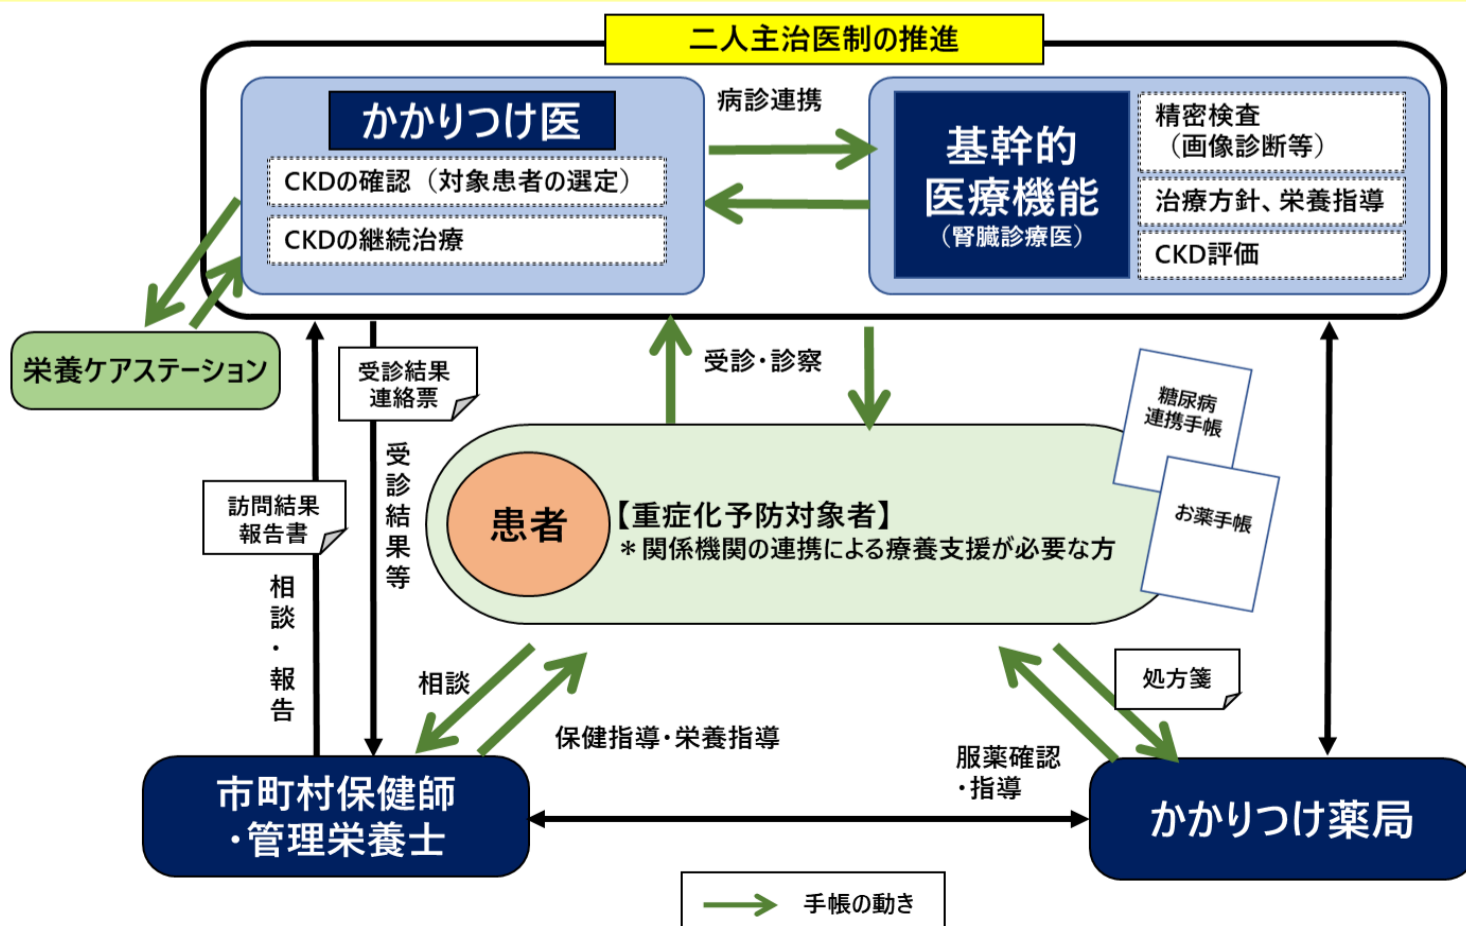 二人主治医制の推進
かかりつけ医
CKDの確認（対象患者の選定）
CKDの継続治療
病診連携
基幹的
医療機能
（腎臓診療医）
精密検査
（画像診断等）
治療方針、栄養指導
CKD評価
栄養ケアステーション
受診結果
連絡票
受診・診察
糖尿病
連携手帳
お薬手帳
訪問結果
報告書
受診結果等
相談・報告
患者
【重症化予防対象者】
＊関係機関の連携による療養支援が必要な方
相談
保健指導・栄養指導
処方箋
服薬確認
・指導
市町村保健師
・管理栄養士
かかりつけ薬局
手帳の動き